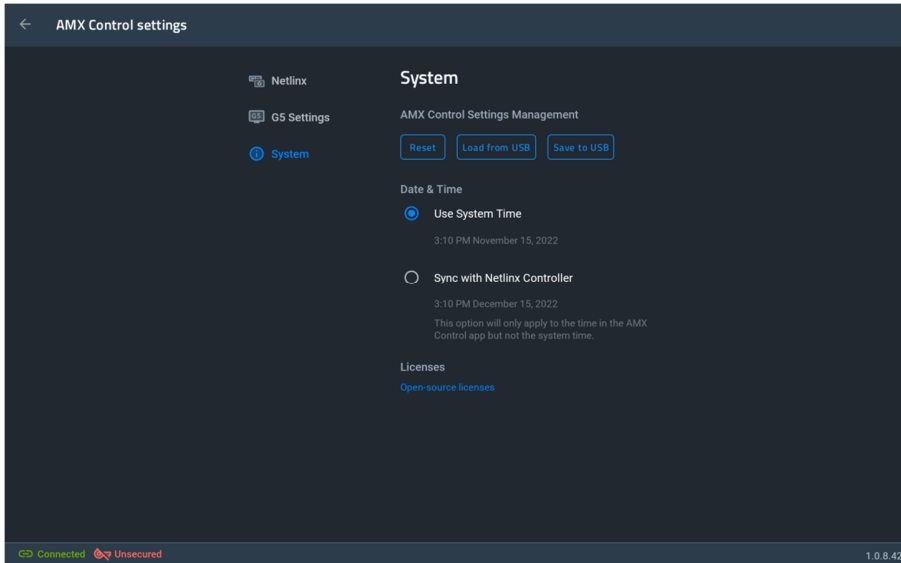 AMX Control settings
Netlinx
G5 G5 Settings
System
System
AMX Control Settings Management
Reset Load from USB Save to USB
Date & Time
Use System Time
3:10 PM November 15, 2022
Sync with Netlinx Controller
3:10 PM December 15, 2022
This option will only apply to the time in the AMX
Control app but not the system time.
Licenses
Open-source licenses
Connected Unsecured 1.0.8.42